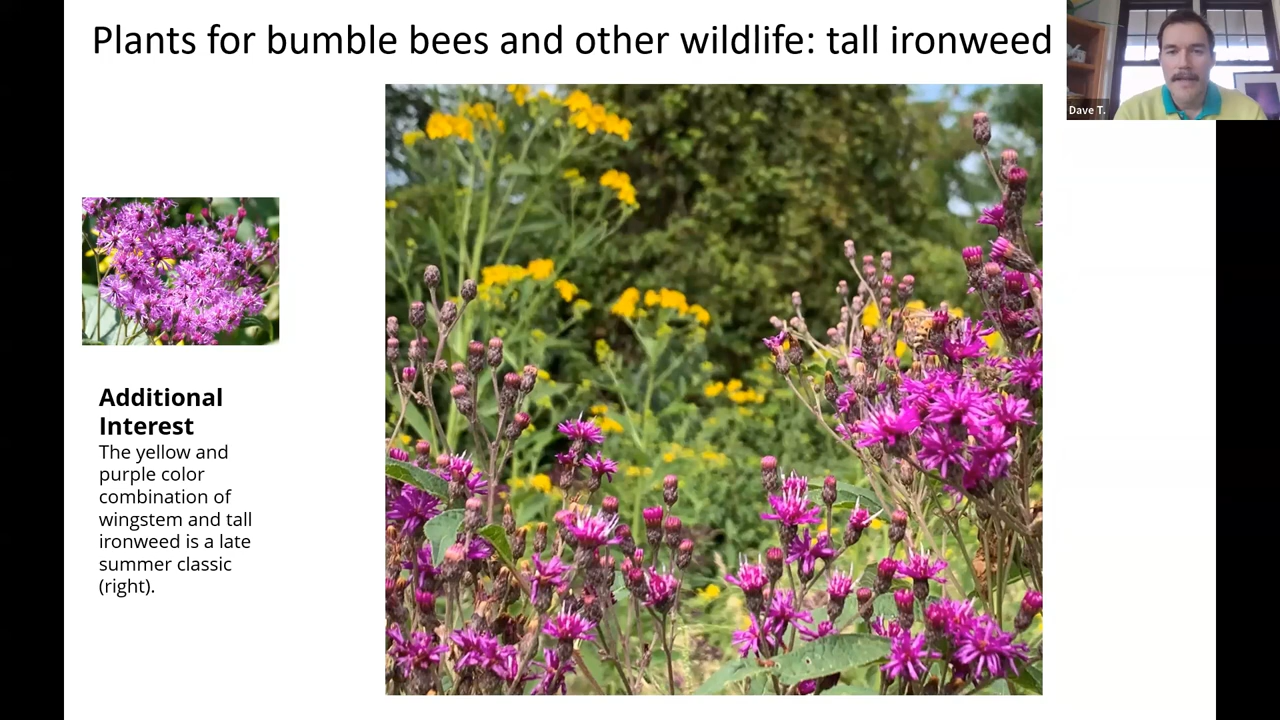 Plants for bumble bees and other wildlife: tall ironweed
Dave T.
Additional
Interest
The yellow and
purple color
combination of
wingstem and tall
ironweed is a late
summer classic
(right).